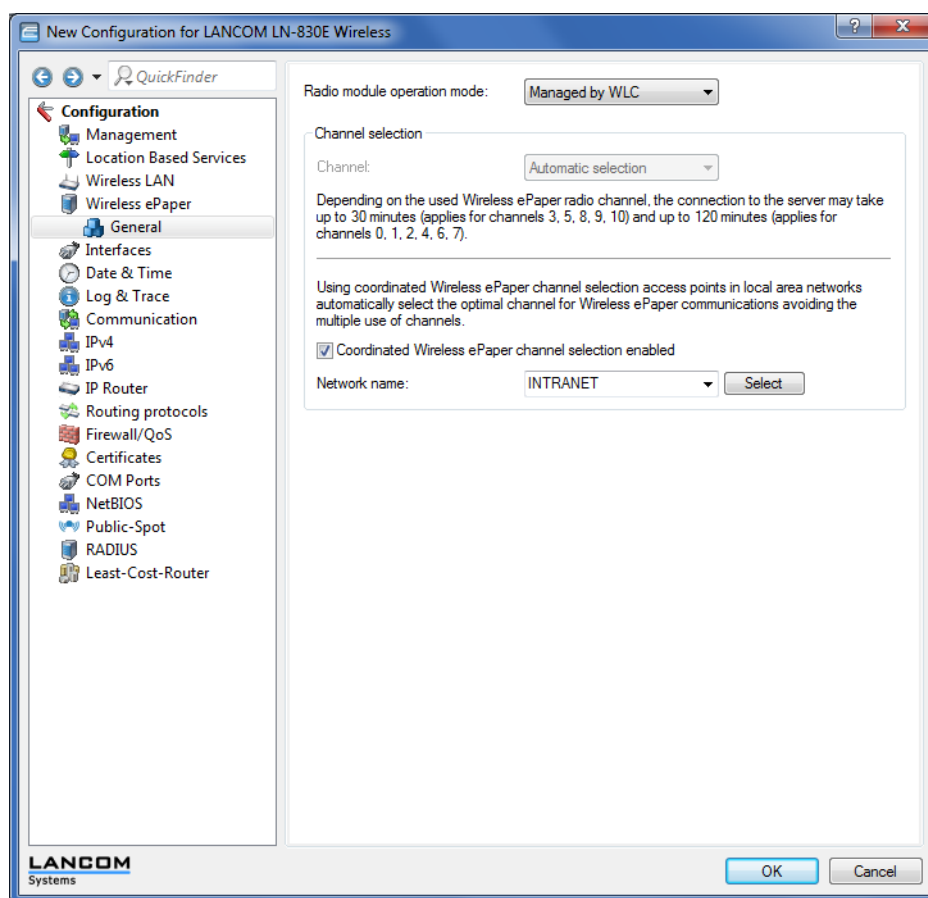 New Configuration for LANCOM LN-830E Wireless
QuickFinder
Configuration
Management
Location Based Services
Wireless LAN
Wireless ePaper
General
Interfaces
Date & Time
Log & Trace
Communication
IPv4
IPv6
IP Router
Routing protocols
Firewall/QoS
Certificates
COM Ports
NetBIOS
Public-Spot
RADIUS
Least-Cost-Router
Radio module operation mode: Managed by WLC
Channel selection
Channel: Automatic selection
Depending on the used Wireless ePaper radio channel, the connection to the server may take
up to 30 minutes (applies for channels 3, 5, 8, 9, 10) and up to 120 minutes (applies for
channels 0, 1, 2, 4, 6, 7).
Using coordinated Wireless ePaper channel selection access points in local area networks
automatically select the optimal channel for Wireless ePaper communications avoiding the
multiple use of channels.
Coordinated Wireless ePaper channel selection enabled
Network name: INTRANET Select
LANCOM
Systems
OK Cancel